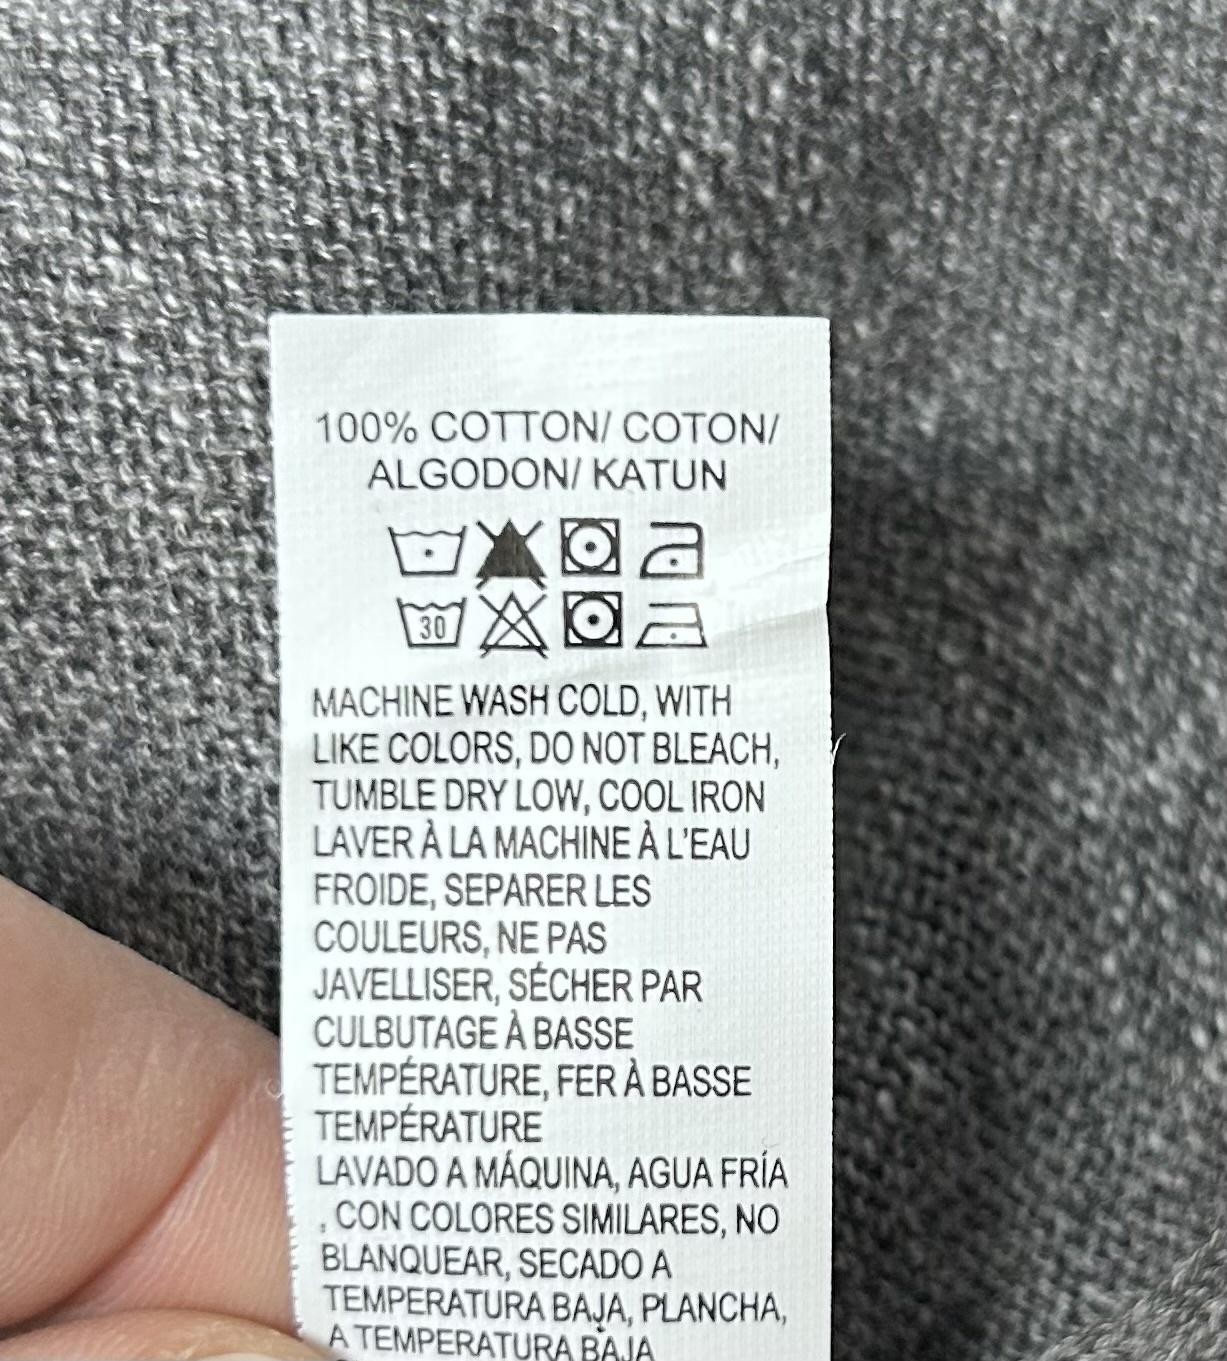 100% COTTON/ COTON/
ALGODON/ KATUN
30
MACHINE WASH COLD, WITH
LIKE COLORS, DO NOT BLEACH,
TUMBLE DRY LOW, COOL IRON
LAVER À LA MACHINE À L'EAU
FROIDE, SEPARER LES
COULEURS, NE PAS
JAVELLISER, SÉCHER PAR
CULBUTAGE À BASSE
TEMPÉRATURE, FER À BASSE
TEMPÉRATURE
LAVADO A MÁQUINA, AGUA FRÍA
, CON COLORES SIMILARES, NO
BLANQUEAR, SECADO A
TEMPERATURA BAJA, PLANCHA,
A TEMPERATURA BAJA